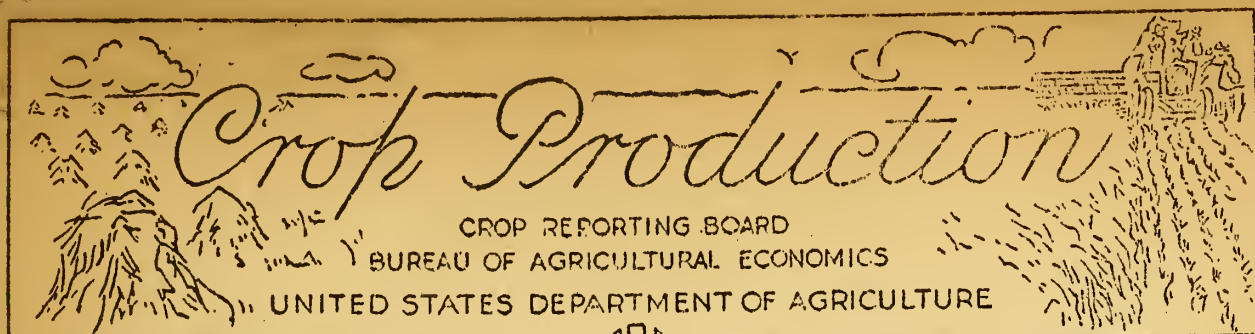 Crop Production
CROP REPORTING BOARD
BUREAU OF AGRICULTURAL ECONOMICS
UNITED STATES DEPARTMENT OF AGRICULTURE